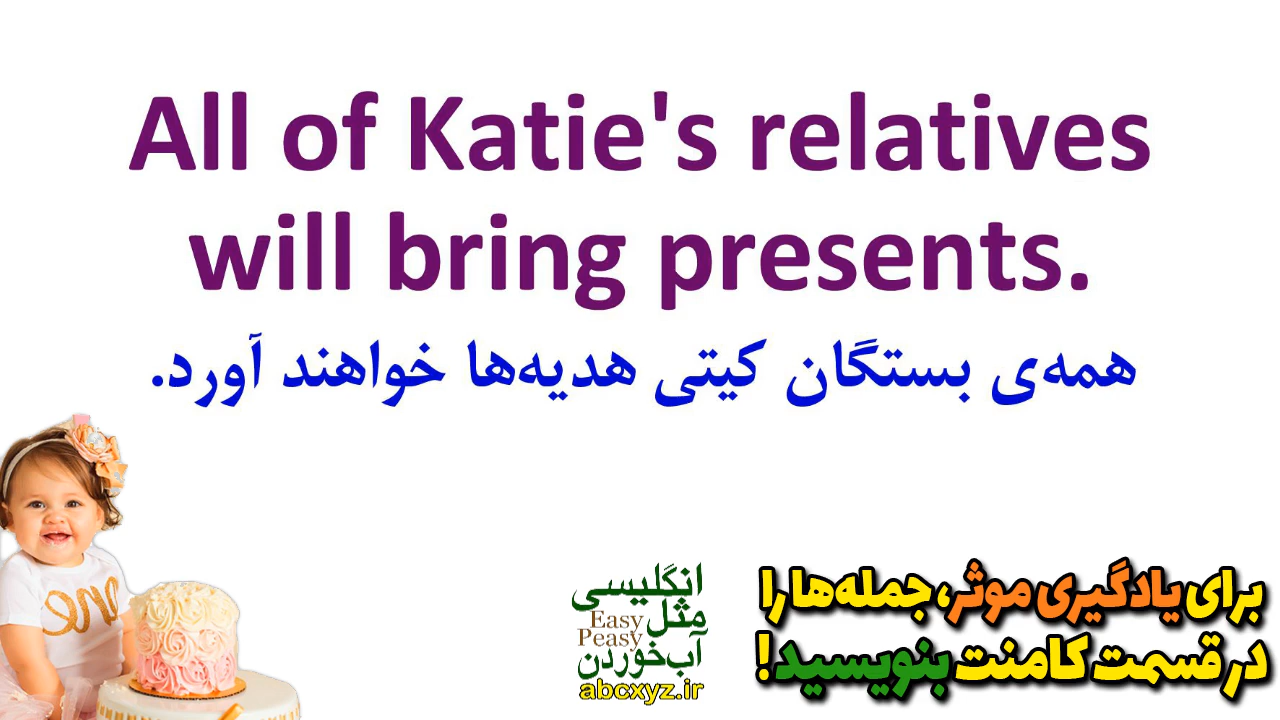 All of Katie's relatives
will bring presents.
همه‌ی بستگان کیتی هدیه‌ها خواهند آورد.
one
انگلیسی
مثل
Easy
Peasy
آب‌خوردن
abcxyz.ir
برای یادگیری موثر، جمله‌ها را
در قسمت کامنت بنویسید!